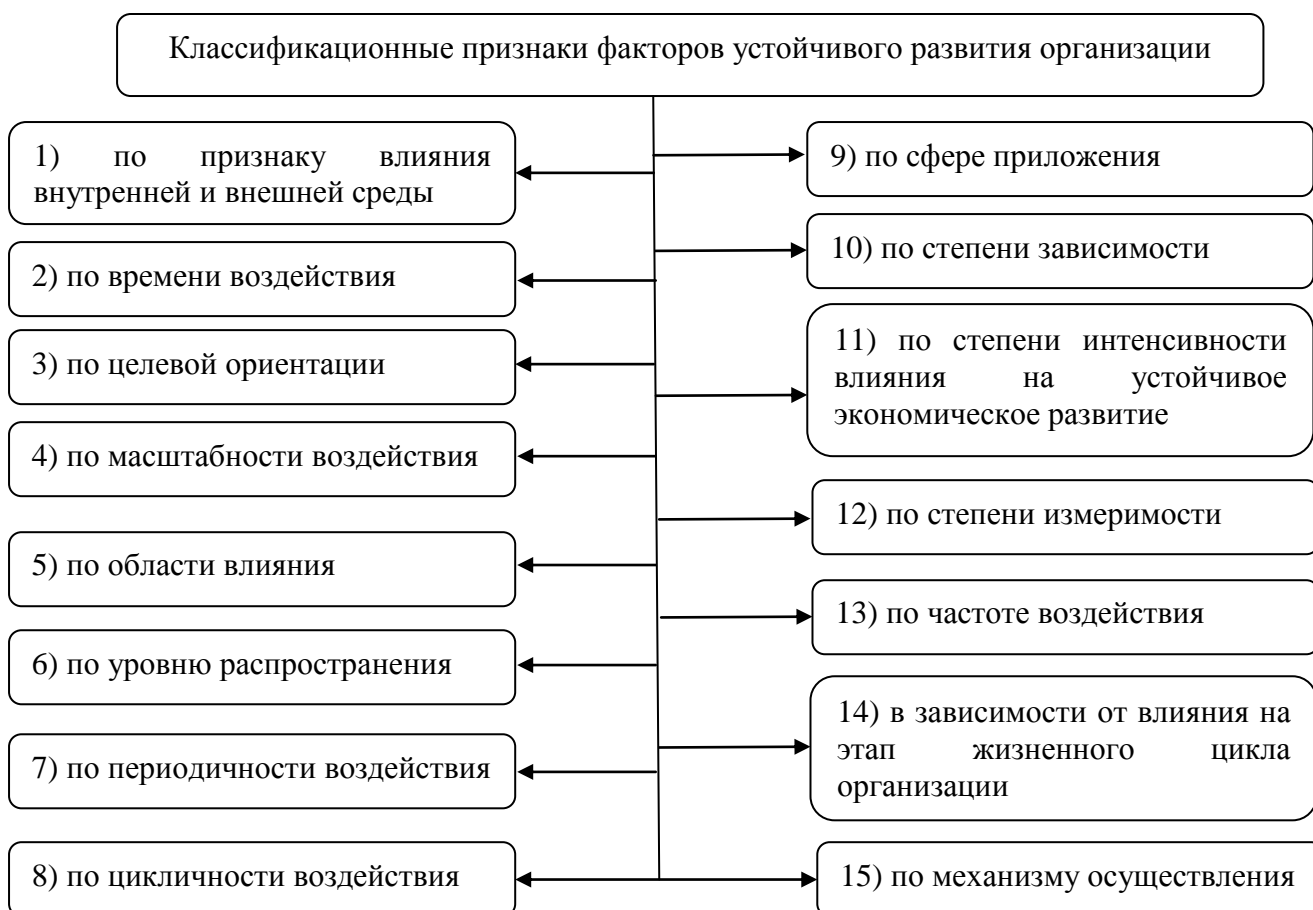 Классификационные признаки факторов устойчивого развития организации
1) по признаку влияния
внутренней и внешней среды
2) по времени воздействия
3) по целевой ориентации
4) по масштабности воздействия
5) по области влияния
6) по уровню распространения
7) по периодичности воздействия
8) по цикличности воздействия
9) по сфере приложения
10) по степени зависимости
11) по степени интенсивности
влияния на устойчивое
экономическое развитие
12) по степени измеримости
13) по частоте воздействия
14) в зависимости от влияния на
этап жизненного цикла
организации
15) по механизму осуществления